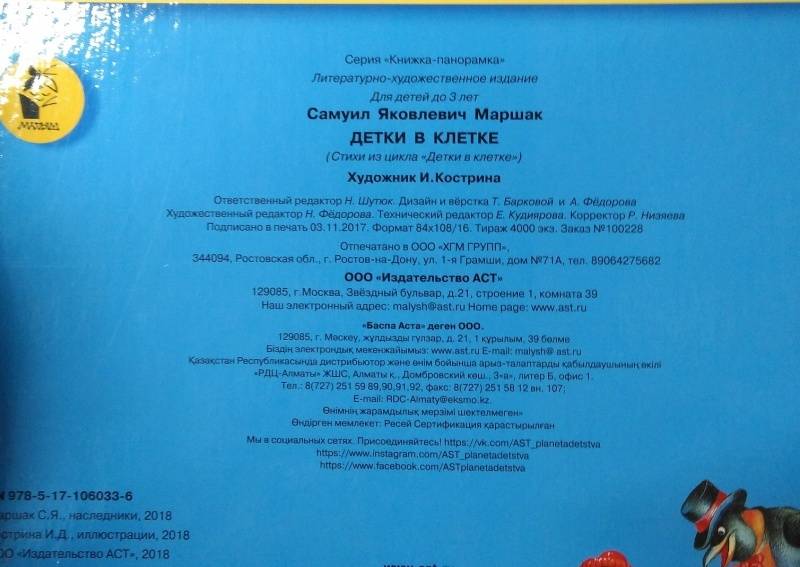 Серия «Книжка-панорамка»
Литературно-художественное издание
Для детей до 3 лет
Самуил Яковлевич Маршак
ДЕТКИ В КЛЕТКЕ
(Стихи из цикла «Детки в клетке»)
Художник И.Кострина
Ответственный редактор Н. Шутюк. Дизайн и вёрстка Т. Барковой и А. Фёдорова
Художественный редактор Н. Фёдорова. Технический редактор Е. Кудиярова. Корректор Р. Низяева
Подписано в печать 03.11.2017. Формат 84x108/16. Тираж 4000 экз. Заказ №100228
Отпечатано в ООО «ХГМ ГРУПП»,
344094, Ростовская обл., г. Ростов-на-Дону, ул. 1-я Грамши, дом №71А, тел. 89064275682
ООО «Издательство АСТ»
129085, г.Москва, Звёздный бульвар, д.21, строение 1, комната 39
Наш электронный адрес: malysh@ast.ru Home page: www.ast.ru
«Баспа Аста» деген ООО.
129085, г. Мәскеу, жұлдызды гүлзар, д. 21, 1 құрылым, 39 бөлме
Біздің электрондық мекенжайымыз: www.ast.ru E-mail: malysh@ ast.ru
Қазақстан Республикасында дистрибьютор және өнім бойынша арыз-талаптарды қабылдаушының өкілі
«РДЦ-Алматы» ЖШС, Алматы қ., Домбровский көш., 3«а», литер Б, офис 1.
Тел.: 8(727) 251 59 89,90,91,92, факс: 8(727) 251 58 12 вн. 107;
E-mail: RDC-Almaty@eksmo.kz.
Өнімнің жарамдылық мерзімі шектелмеген»
Өндірген мемлекет: Ресей Сертификация қарастырылған
Мы в социальных сетях. Присоединяйтесь! https://vk.com/AST_planetadetstva
https://www.instagram.com/AST_planetadetstva
https://www.facebook.com/ASTplanetadetstva
N 978-5-17-106033-6
аршак С.Я., наследники, 2018
острина И.Д., иллюстрации, 2018
ОО «Издательство АСТ», 2018